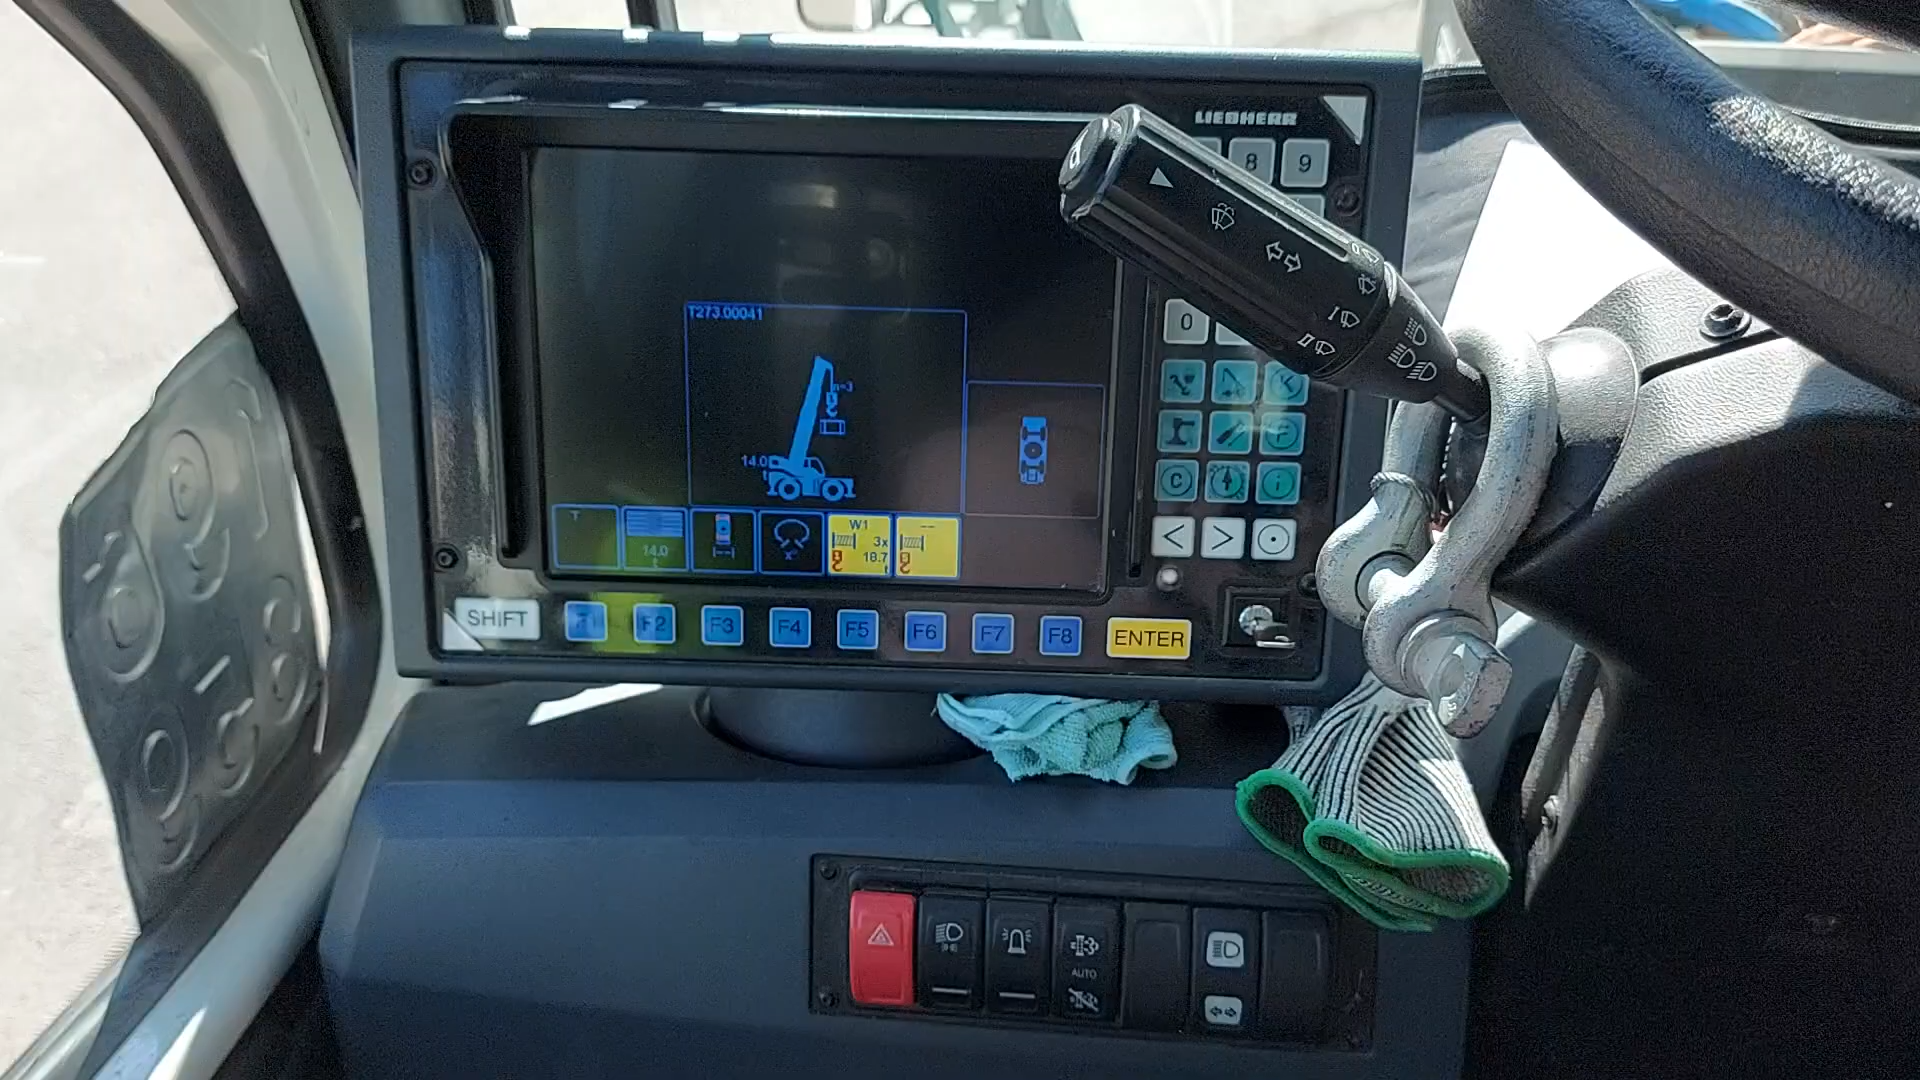 LIEBHERR
8 9
T273.00041
0
n=3
14.0
t
C i
T
14.0
t
x°
W1
3x
18.7
t
--
< >
SHIFT F1 F2 F3 F4 F5 F6 F7 F8 ENTER
AUTO